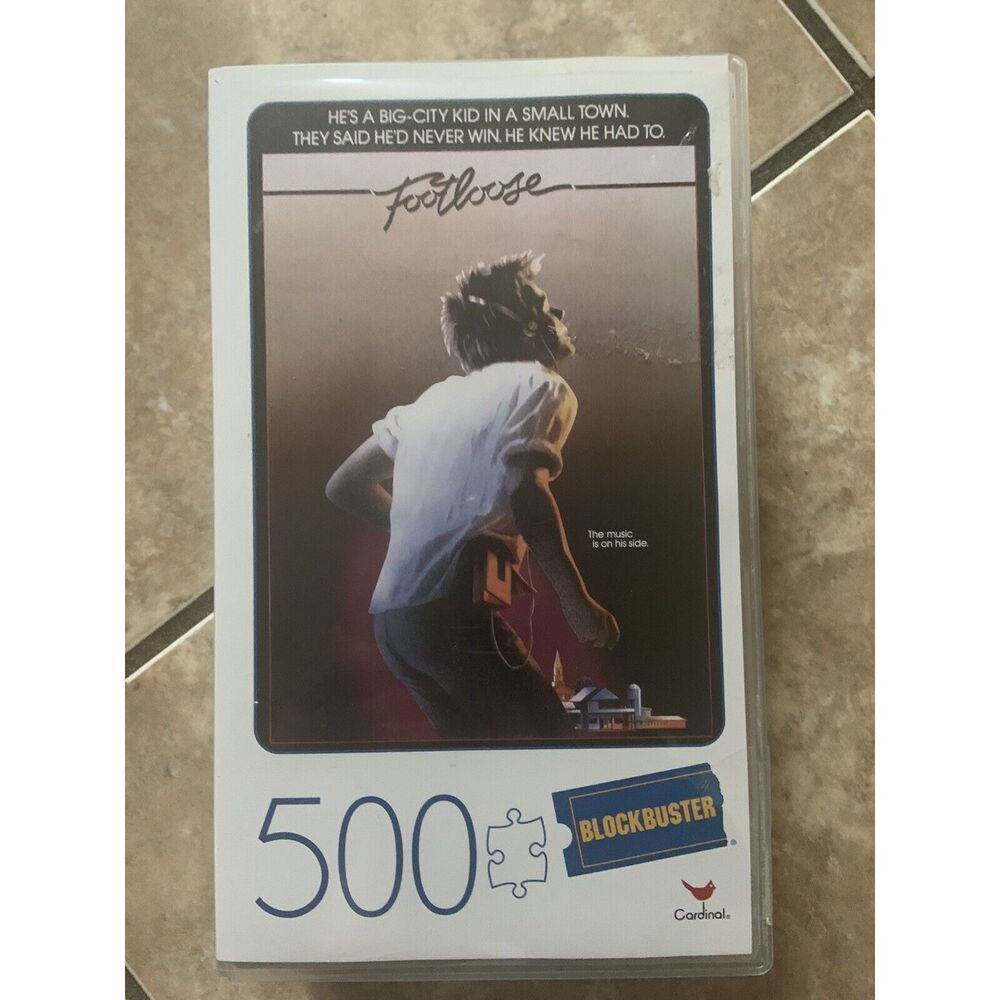 HE'S A BIG-CITY KID IN A SMALL TOWN.
THEY SAID HE'D NEVER WIN. HE KNEW HE HAD TO.
Footloose
The music
is on his side.
500
BLOCKBUSTER®
Cardinal®